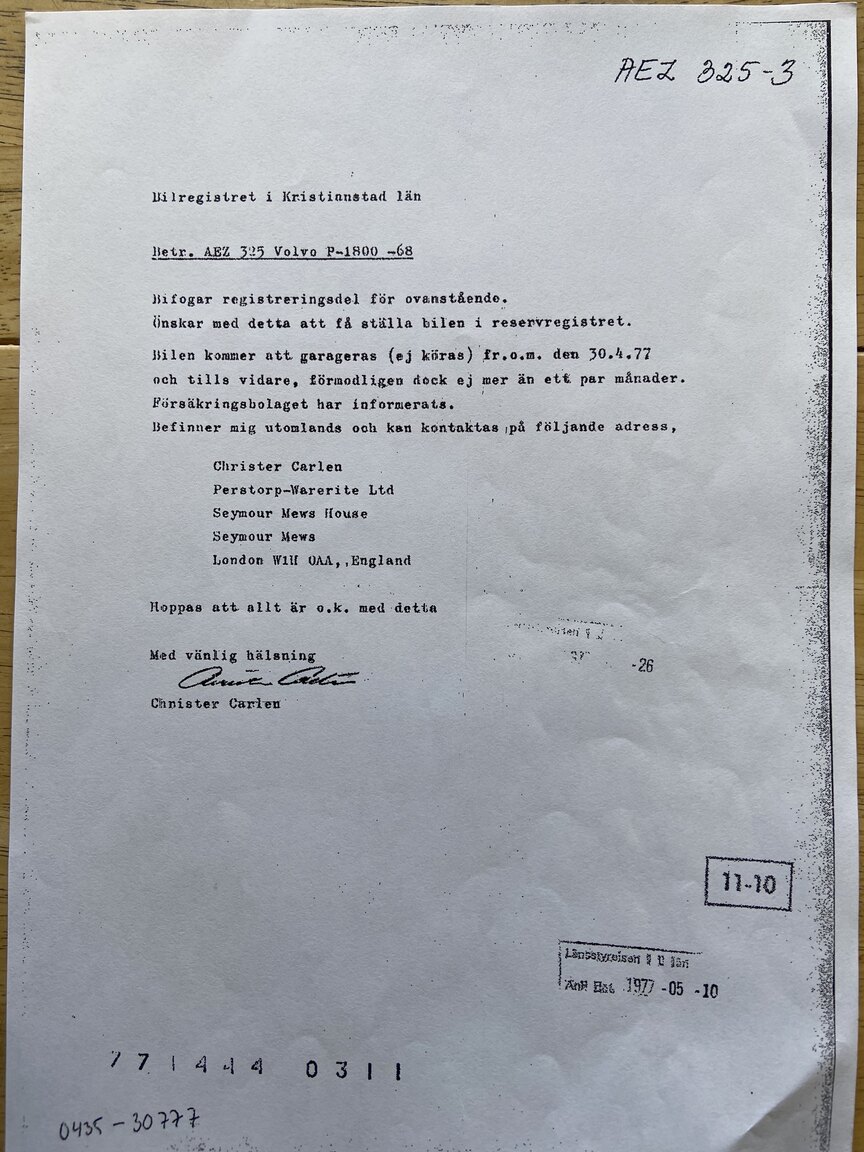 AEZ 325-3
Bilregistret i Kristinnstad län
Betr. AEZ 325 Volvo P-1800 -68
Bifogar registreringsdel för ovanstående.
Önskar med detta att få ställa bilen i reservregistret.
Bilen kommer att garageras (ej köras) fr.o.m. den 30.4.77
och tills vidare, förmodligen dock ej mer än ett par månader.
Försäkringsbolaget har informerats.
Befinner mig utomlands och kan kontaktas på följande adress,
Christer Carlen
Perstorp-Warerite Ltd
Seymour Mews House
Seymour Mews
London W1H 0AA,,England
Hoppas att allt är o.k. med detta
-26
Med vänlig hälsning
Christer Carlen
11-10
Länsstyrelsen i län
Ank 1977 -05 -10
771444 0311
0435-30777